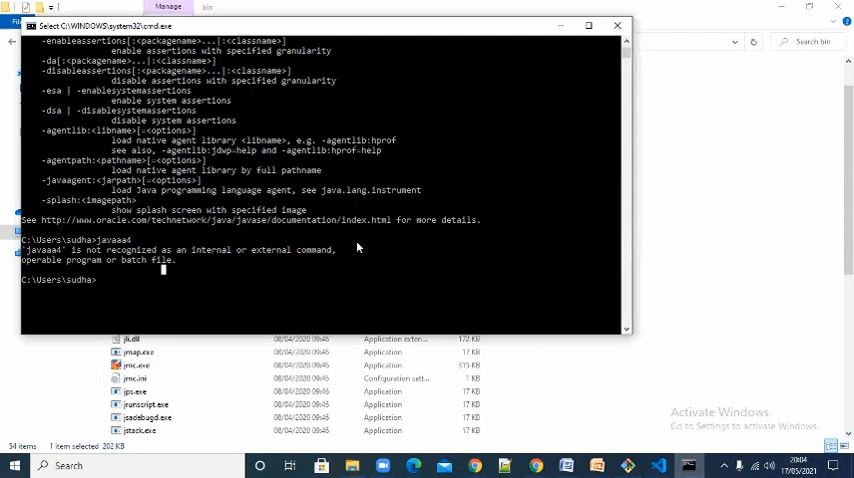 Manage
bin
Select C:\WINDOWS\system32\cmd.exe
Search bin
-enableassertions[:<packagename>...|:<classname>]
enable assertions with specified granularity
-da[:<packagename>...|:<classname>]
-disableassertions[:<packagename>...|:<classname>]
disable assertions with specified granularity
-esa | -enablesystemassertions
enable system assertions
-dsa | -disablesystemassertions
disable system assertions
-agentlib:<libname>[=<options>]
load native agent library <libname>, e.g. -agentlib:hprof
see also, -agentlib:jdwp=help and -agentlib:hprof=help
-agentpath:<pathname>[=<options>]
load native agent library by full pathname
-javaagent:<jarpath>[=<options>]
load Java programming language agent, see java.lang.instrument
-splash:<imagepath>
show splash screen with specified image
See http://www.oracle.com/technetwork/java/javase/documentation/index.html for more details.
C:\Users\sudha>javaaa4
'javaaa4' is not recognized as an internal or external command,
operable program or batch file.
C:\Users\sudha>
jli.dll 08/04/2020 09:46 Application exten... 172 KB
jmap.exe 08/04/2020 09:46 Application 17 KB
jmc.exe 08/04/2020 09:46 Application 315 KB
jmc.ini 08/04/2020 09:46 Configuration sett... 1 KB
jps.exe 08/04/2020 09:46 Application 17 KB
jrunscript.exe 08/04/2020 09:46 Application 17 KB
jsadebugd.exe 08/04/2020 09:46 Application 17 KB
jstack.exe 08/04/2020 09:46 Application 17 KB
Activate Windows
Go to Settings to activate Windows.
54 items 1 item selected 202 KB
Search
20:04
17/05/2021